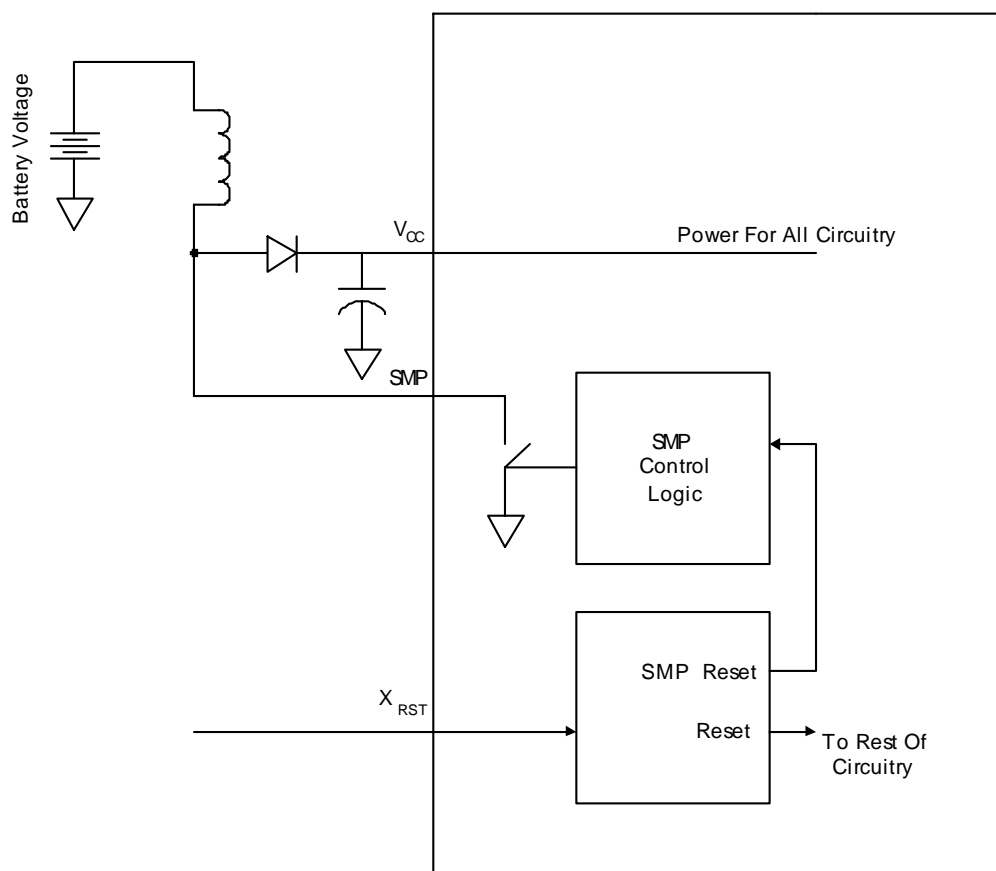 Battery Voltage
VCC
Power For All Circuitry
SMP
SMP
Control
Logic
SMP Reset
XRST
Reset
To Rest Of
Circuitry